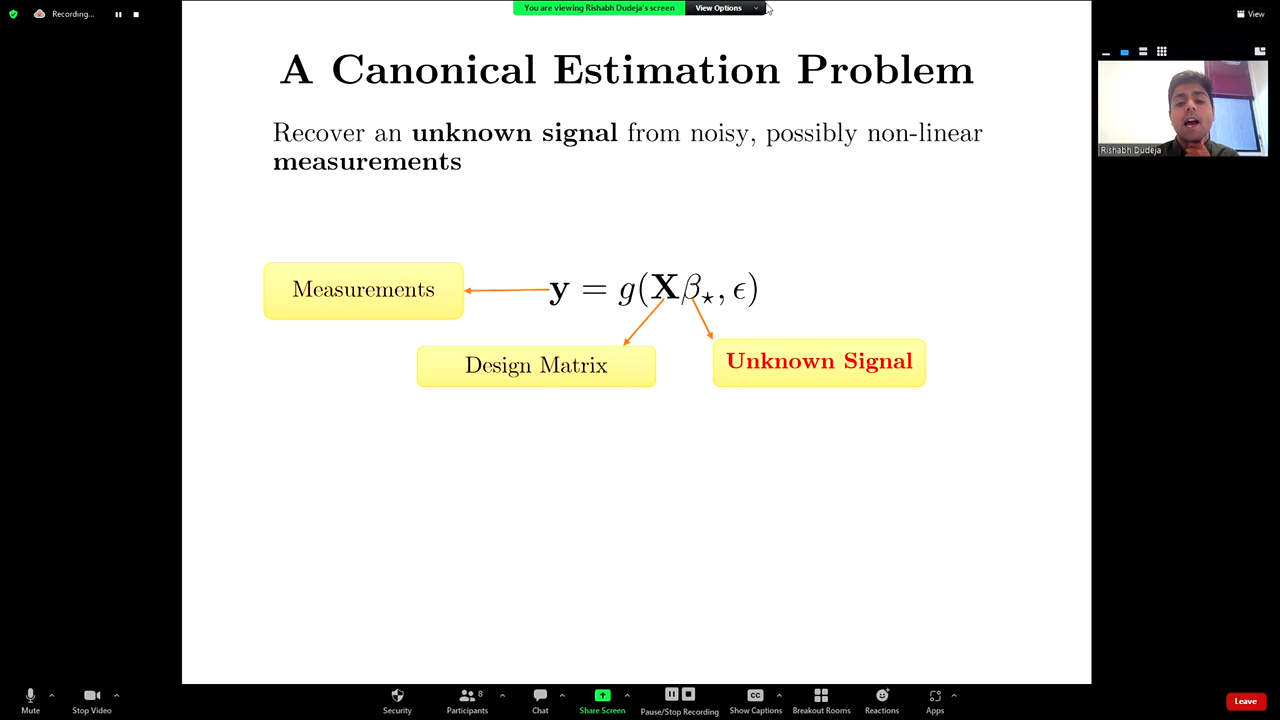 Recording...
You are viewing Rishabh Dudeja's screen
View Options
View
A Canonical Estimation Problem
Recover an unknown signal from noisy, possibly non-linear
measurements
Rishabh Dudeja
Measurements
y = g(Xβ⋆, ϵ)
Design Matrix
Unknown Signal
Mute
Stop Video
Security
Participants
8
Chat
Share Screen
Pause/Stop Recording
Show Captions
Breakout Rooms
Reactions
Apps
Leave